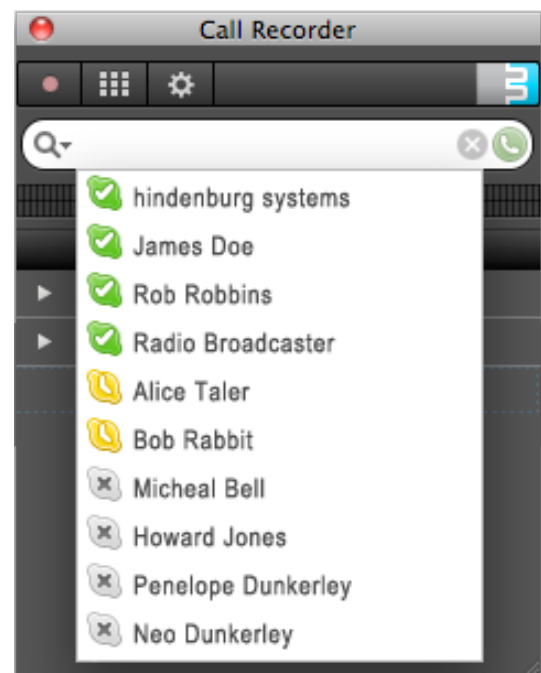 Call Recorder
hindenburg systems
James Doe
Rob Robbins
Radio Broadcaster
Alice Taler
Bob Rabbit
Micheal Bell
Howard Jones
Penelope Dunkerley
Neo Dunkerley